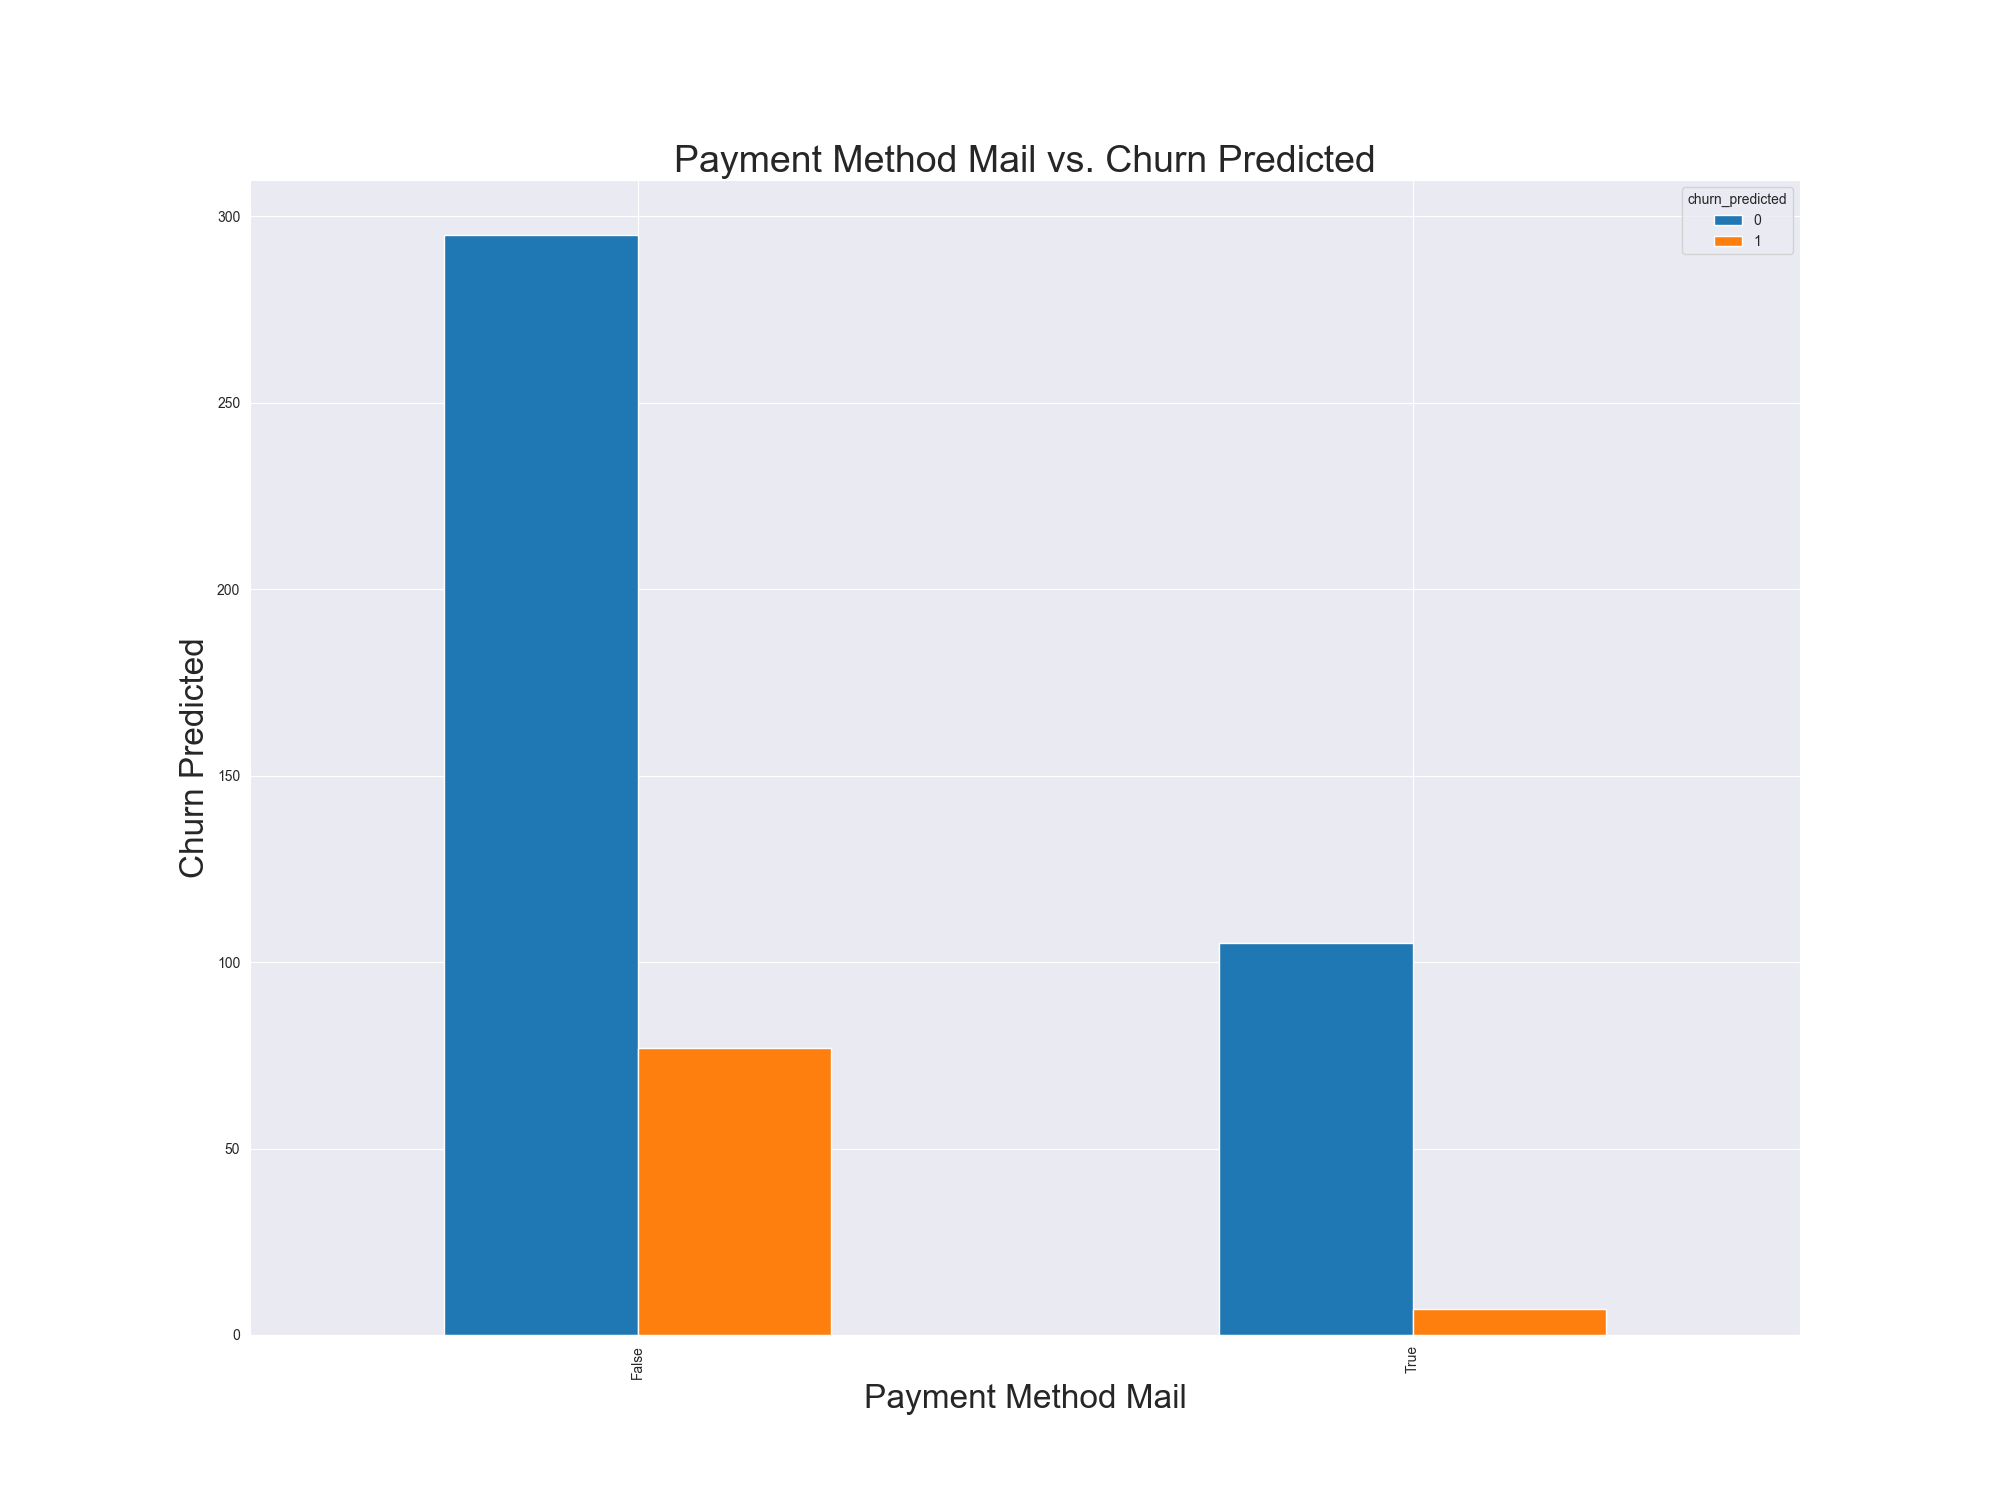 Payment Method Mail vs. Churn Predicted
churn_predicted
0
1
300
250
200
150
100
50
0
Churn Predicted
False
True
Payment Method Mail